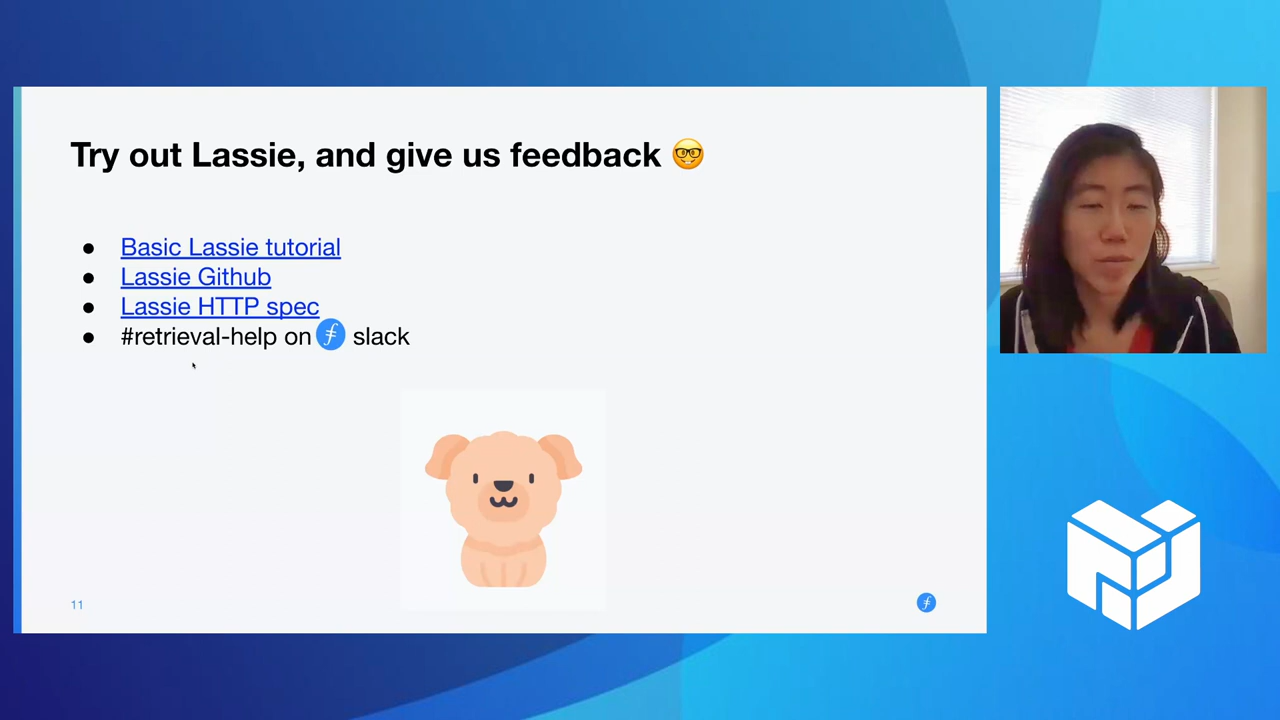 Try out Lassie, and give us feedback 🤓
● Basic Lassie tutorial
● Lassie Github
● Lassie HTTP spec
● #retrieval-help on slack
11